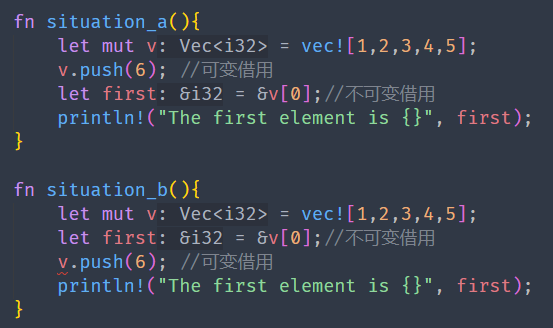 fn situation_a(){
    let mut v: Vec<i32> = vec![1,2,3,4,5];
    v.push(6); //可变借用
    let first: &i32 = &v[0];//不可变借用
    println!("The first element is {}", first);
}
fn situation_b(){
    let mut v: Vec<i32> = vec![1,2,3,4,5];
    let first: &i32 = &v[0];//不可变借用
    v.push(6); //可变借用
    println!("The first element is {}", first);
}